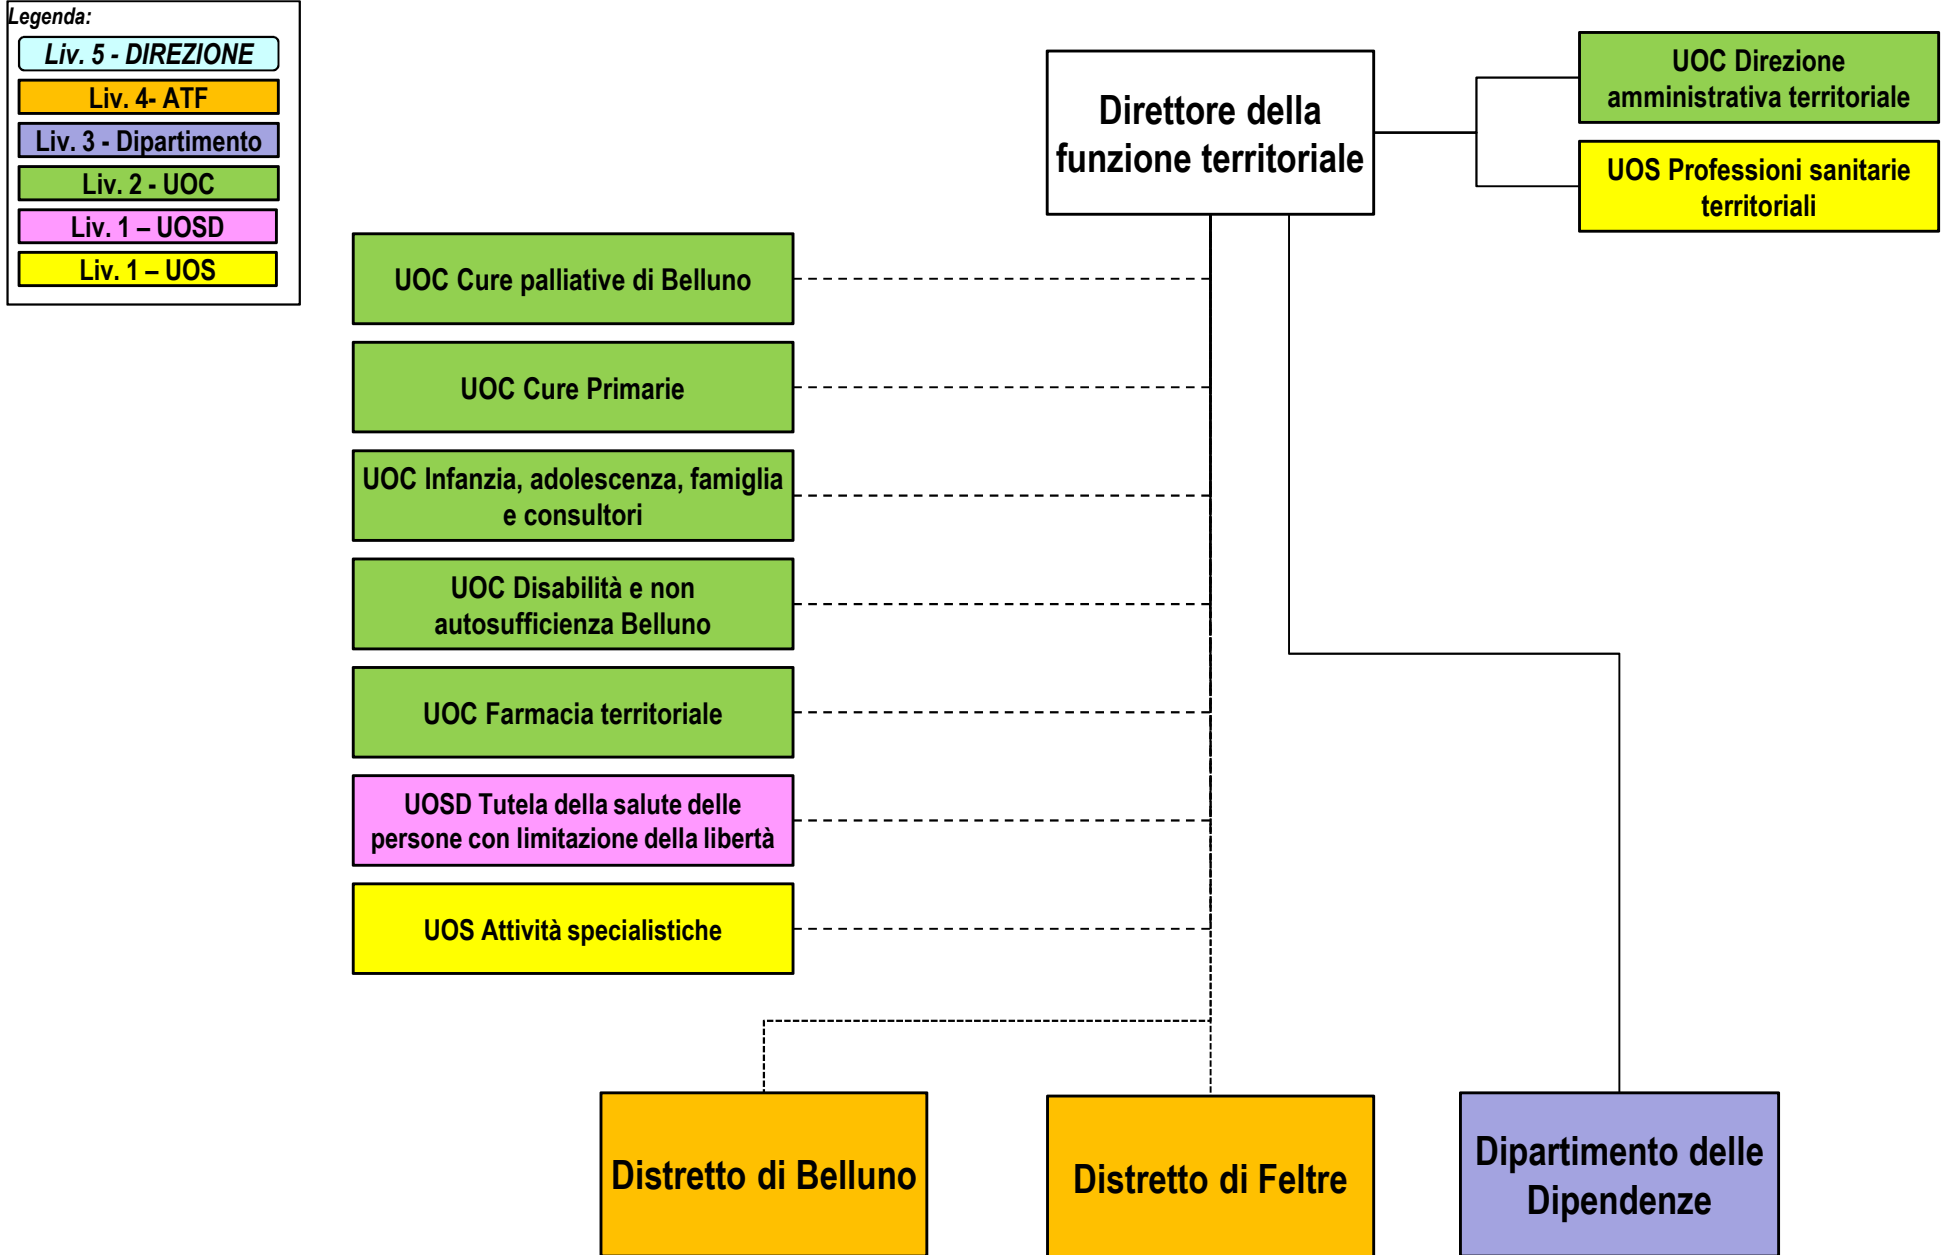 Legenda:
Liv. 5 - DIREZIONE
Liv. 4- ATF
Liv. 3 - Dipartimento
Liv. 2 - UOC
Liv. 1 – UOSD
Liv. 1 – UOS
Direttore della
funzione territoriale
UOC Direzione
amministrativa territoriale
UOS Professioni sanitarie
territoriali
UOC Cure palliative di Belluno
UOC Cure Primarie
UOC Infanzia, adolescenza, famiglia
e consultori
UOC Disabilità e non
autosufficienza Belluno
UOC Farmacia territoriale
UOSD Tutela della salute delle
persone con limitazione della libertà
UOS Attività specialistiche
Distretto di Belluno
Distretto di Feltre
Dipartimento delle
Dipendenze